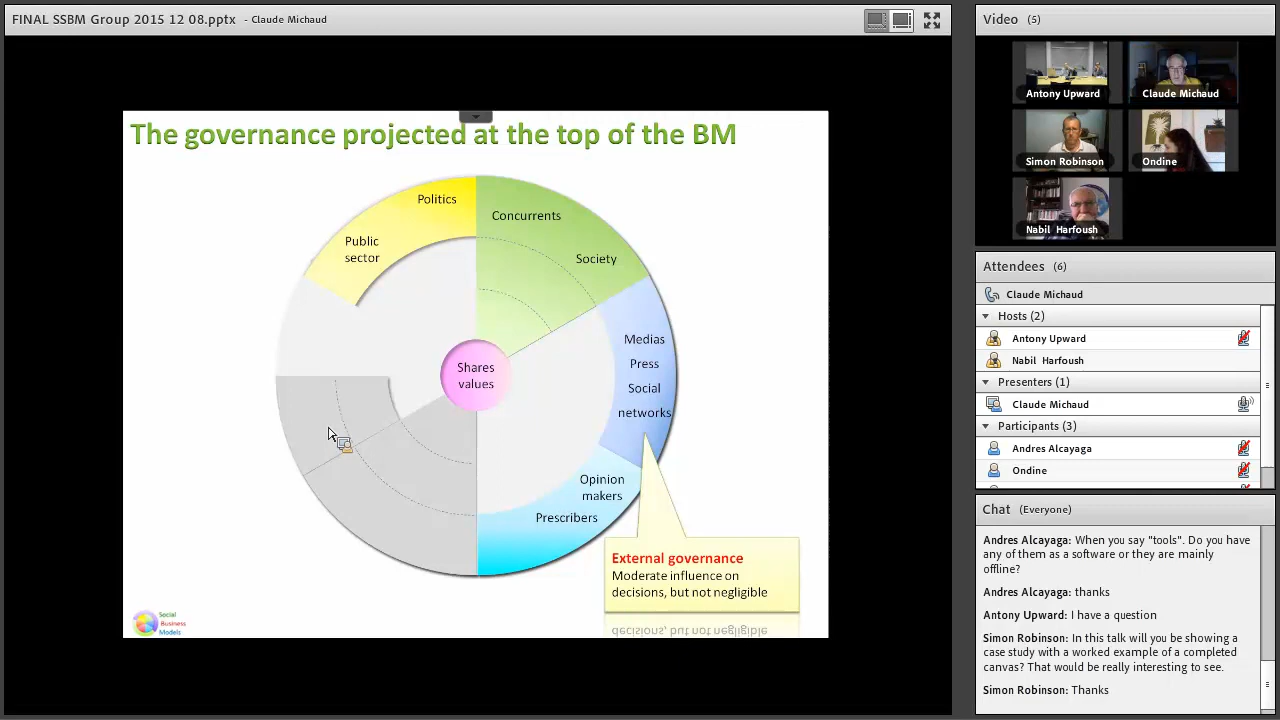 FINAL SSBM Group 2015 12 08.pptx - Claude Michaud
The governance projected at the top of the BM
Politics
Public
sector
Concurrents
Society
Medias
Press
Social
networks
Shares
values
Opinion
makers
Prescribers
External governance
Moderate influence on
decisions, but not negligible
decisions, but not negligible
Social
Business
Models
Video (5)
Antony Upward
Claude Michaud
Simon Robinson
Ondine
Nabil Harfoush
Attendees (6)
Claude Michaud
Hosts (2)
Antony Upward
Nabil Harfoush
Presenters (1)
Claude Michaud
Participants (3)
Andres Alcayaga
Ondine
Chat (Everyone)
Andres Alcayaga: When you say "tools". Do you have
any of them as a software or they are mainly
offline?
Andres Alcayaga: thanks
Antony Upward: I have a question
Simon Robinson: In this talk will you be showing a
case study with a worked example of a completed
canvas? That would be really interesting to see.
Simon Robinson: Thanks